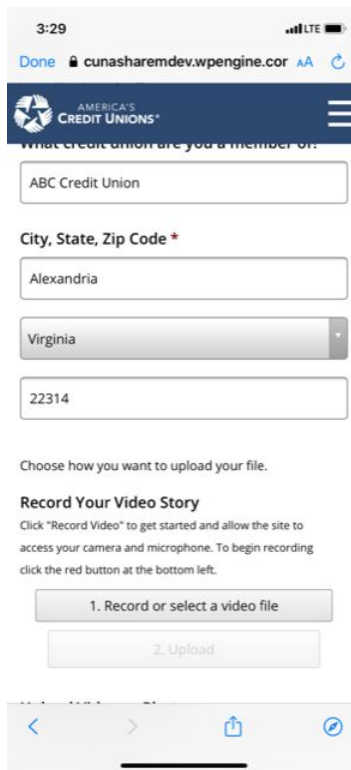 3:29
LTE
Done cunasharemdev.wpengine.cor AA
AMERICA'S
CREDIT UNIONS
What credit union are you a member of?
ABC Credit Union
City, State, Zip Code *
Alexandria
Virginia
22314
Choose how you want to upload your file.
Record Your Video Story
Click "Record Video" to get started and allow the site to
access your camera and microphone. To begin recording
click the red button at the bottom left.
1. Record or select a video file
2. Upload